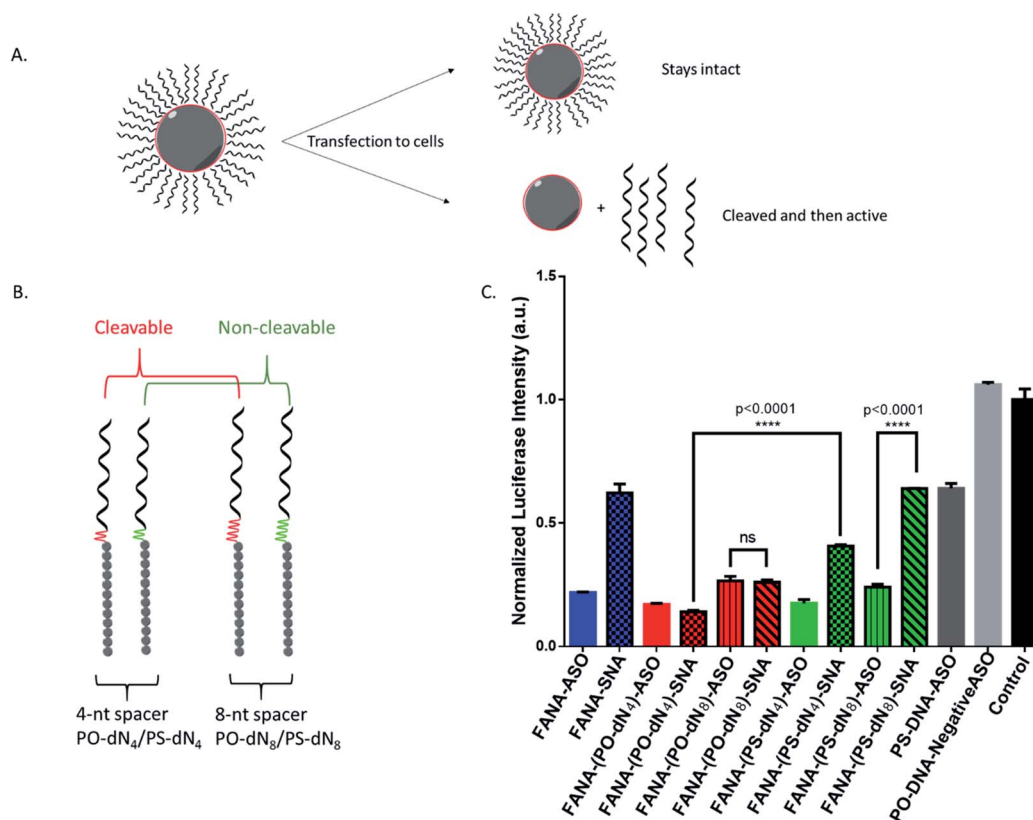 A.
Transfection to cells
Stays intact
+
Cleaved and then active
B.
Cleavable
Non-cleavable
4-nt spacer
PO-dN₄/PS-dN₄
8-nt spacer
PO-dN₈/PS-dN₈
C.
Normalized Luciferase Intensity (a.u.)
1.5
1.0
0.5
0.0
p<0.0001
****
p<0.0001
****
ns
FANA-ASO
FANA-SNA
FANA-(PO-dN₄)-ASO
FANA-(PO-dN₄)-SNA
FANA-(PO-dN₈)-ASO
FANA-(PO-dN₈)-SNA
FANA-(PS-dN₄)-ASO
FANA-(PS-dN₄)-SNA
FANA-(PS-dN₈)-ASO
FANA-(PS-dN₈)-SNA
PS-DNA-ASO
PO-DNA-NegativeASO
Control